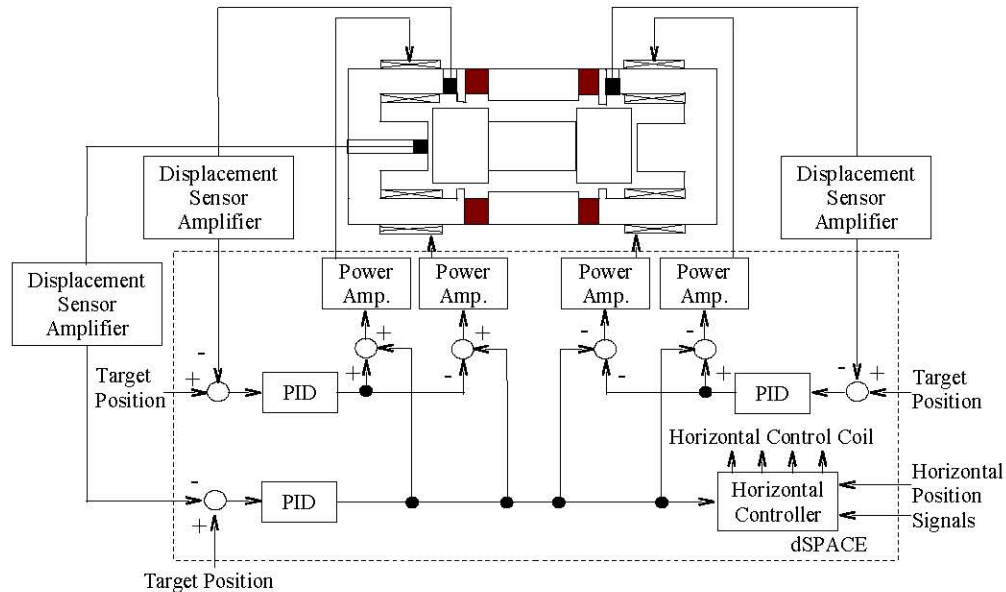 Displacement
Sensor
Amplifier
Displacement
Sensor
Amplifier
Displacement
Sensor
Amplifier
Power
Amp.
Power
Amp.
Power
Amp.
Power
Amp.
+
+
-
-
-
+
+
-
-
+
-
+
Target
Position
PID
PID
Target
Position
Horizontal Control Coil
-
+
PID
Horizontal
Controller
Horizontal
Position
Signals
dSPACE
Target Position